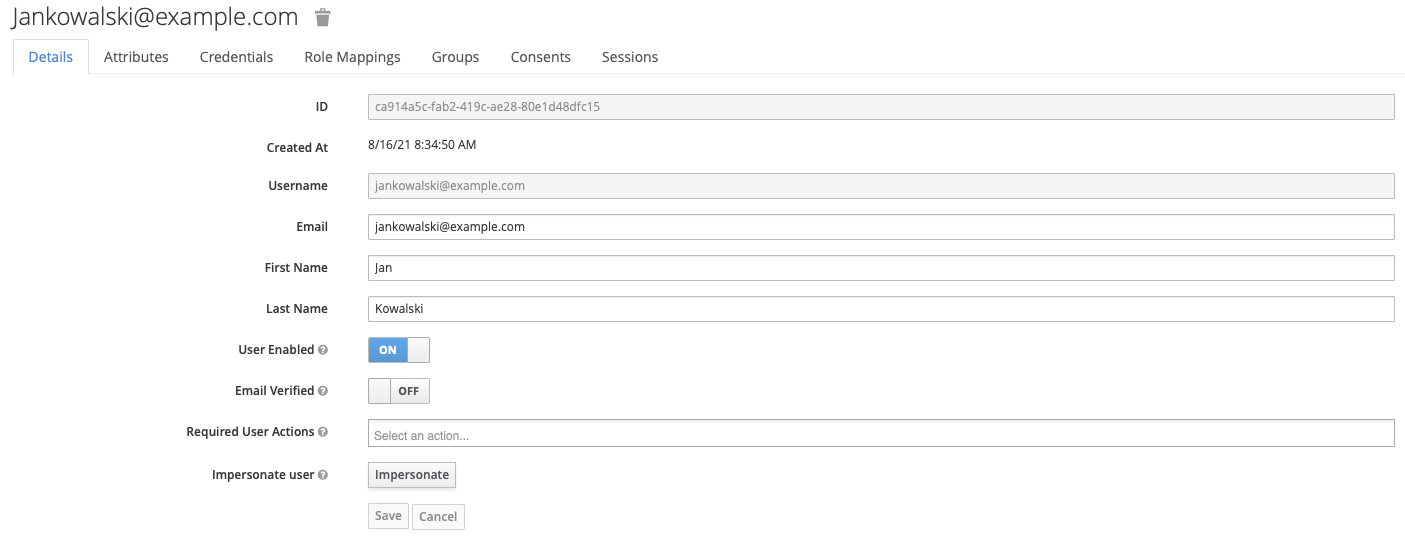 Jankowalski@example.com
Details Attributes Credentials Role Mappings Groups Consents Sessions
ID ca914a5c-fab2-419c-ae28-80e1d48dfc15
Created At 8/16/21 8:34:50 AM
Username jankowalski@example.com
Email jankowalski@example.com
First Name Jan
Last Name Kowalski
User Enabled ? ON
Email Verified ? OFF
Required User Actions ? Select an action...
Impersonate user ? Impersonate
Save Cancel